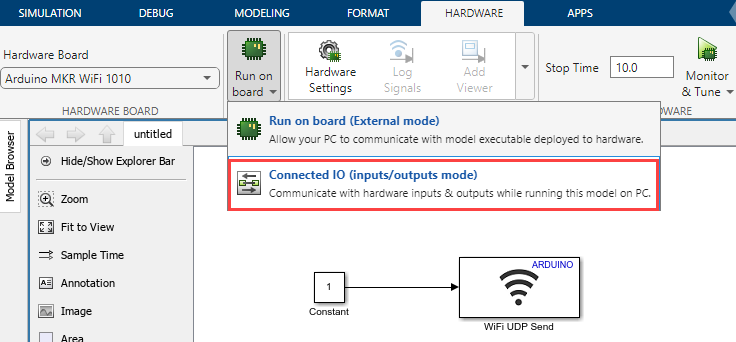 SIMULATION DEBUG MODELING FORMAT HARDWARE APPS
Hardware Board
Arduino MKR WiFi 1010
HARDWARE BOARD
Run on
board
Hardware
Settings
Log
Signals
Add
Viewer
Stop Time 10.0
Monitor
& Tune
WARE
Run on board (External mode)
Allow your PC to communicate with model executable deployed to hardware.
Connected IO (inputs/outputs mode)
Communicate with hardware inputs & outputs while running this model on PC.
Model Browser
untitled
Hide/Show Explorer Bar
Zoom
Fit to View
Sample Time
Annotation
Image
Area
1
Constant
ARDUINO
WiFi UDP Send